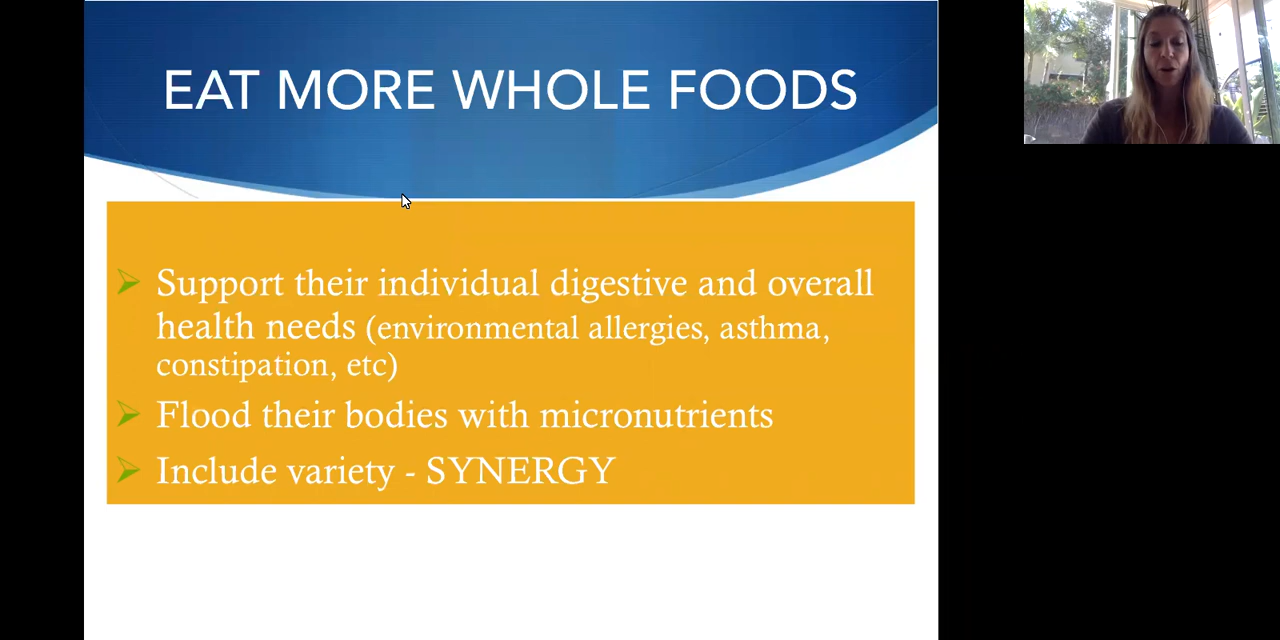 EAT MORE WHOLE FOODS
Support their individual digestive and overall
health needs (environmental allergies, asthma,
constipation, etc)
Flood their bodies with micronutrients
Include variety - SYNERGY